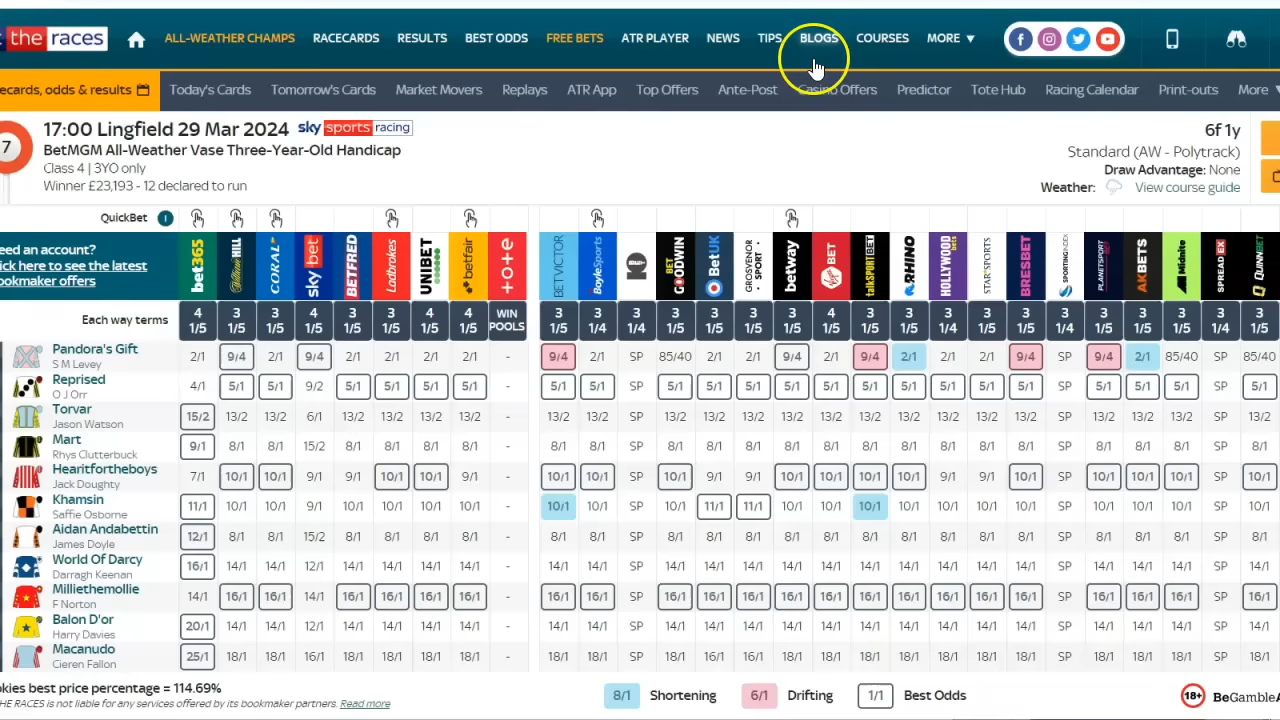 the races
ALL-WEATHER CHAMPS RACECARDS RESULTS BEST ODDS FREE BETS ATR PLAYER NEWS TIPS BLOGS COURSES MORE
ecards, odds & results Today's Cards Tomorrow's Cards Market Movers Replays ATR App Top Offers Ante-Post Casino Offers Predictor Tote Hub Racing Calendar Print-outs More
7
17:00 Lingfield 29 Mar 2024 sky sports racing
BetMGM All-Weather Vase Three-Year-Old Handicap
Class 4 | 3YO only
Winner £23,193 - 12 declared to run
6f 1y
Standard (AW - Polytrack)
Draw Advantage: None
Weather: View course guide
QuickBet
eed an account?
ick here to see the latest
ookmaker offers
bet365 William HILL CORAL sky bet BETFRED Ladbrokes UNIBET betfair tote BETVICTOR BoyleSports 10 BET GOODWIN BetUK GROSVENOR SPORT betway Virgin BET talkSPORT BET RHINO HOLLYWOOD bets STAR SPORTS BRESBET SPORTING INDEX PLANETSPORT AK BETS Midnite SPREADEX QUINNBET
Each way terms 4 3 3 4 3 3 4 4 WIN 3 3 3 3 3 3 3 3 3 3 3 3 3 3 3 3 3 3 3
1/5 1/5 1/5 1/5 1/5 1/5 1/5 1/5 POOLS 1/5 1/4 1/4 1/5 1/5 1/5 1/5 1/5 1/5 1/5 1/4 1/5 1/5 1/4 1/5 1/5 1/5 1/4 1/5
Pandora's Gift 2/1 9/4 2/1 9/4 2/1 2/1 2/1 2/1 - 9/4 2/1 SP 85/40 2/1 2/1 9/4 2/1 9/4 2/1 2/1 2/1 9/4 SP 9/4 2/1 85/40 SP 85/40
S M Levey
Reprised 4/1 5/1 5/1 9/2 5/1 5/1 5/1 5/1 - 5/1 5/1 SP 5/1 5/1 5/1 5/1 5/1 5/1 5/1 5/1 5/1 5/1 SP 5/1 5/1 5/1 SP 5/1
O J Orr
Torvar 15/2 13/2 13/2 6/1 13/2 13/2 13/2 13/2 - 13/2 13/2 SP 13/2 13/2 13/2 13/2 13/2 13/2 13/2 13/2 13/2 13/2 SP 13/2 13/2 13/2 SP 13/2
Jason Watson
Mart 9/1 8/1 8/1 15/2 8/1 8/1 8/1 8/1 - 8/1 8/1 SP 8/1 8/1 8/1 8/1 8/1 8/1 8/1 8/1 8/1 8/1 SP 8/1 8/1 8/1 SP 8/1
Rhys Clutterbuck
Heartfortheboys 7/1 10/1 10/1 9/1 9/1 10/1 10/1 9/1 - 10/1 10/1 SP 10/1 9/1 9/1 10/1 10/1 10/1 10/1 9/1 9/1 10/1 SP 10/1 10/1 10/1 SP 10/1
Jack Doughty
Khamsin 11/1 10/1 10/1 9/1 10/1 10/1 10/1 10/1 - 10/1 10/1 SP 10/1 11/1 11/1 10/1 10/1 10/1 10/1 10/1 10/1 10/1 SP 10/1 10/1 10/1 SP 10/1
Saffie Osborne
Aidan Andabettin 12/1 8/1 8/1 15/2 8/1 8/1 8/1 8/1 - 8/1 8/1 SP 8/1 8/1 8/1 8/1 8/1 8/1 8/1 8/1 8/1 8/1 SP 8/1 8/1 8/1 SP 8/1
James Doyle
World Of Darcy 16/1 14/1 14/1 12/1 14/1 14/1 14/1 14/1 - 14/1 14/1 SP 14/1 14/1 14/1 14/1 14/1 14/1 14/1 14/1 14/1 14/1 SP 14/1 14/1 14/1 SP 14/1
Darragh Keenan
Milliethemollie 14/1 16/1 16/1 14/1 16/1 16/1 16/1 16/1 - 16/1 16/1 SP 16/1 16/1 16/1 16/1 16/1 16/1 16/1 16/1 16/1 16/1 SP 16/1 16/1 16/1 SP 16/1
F Norton
Balon D'or 20/1 14/1 14/1 12/1 14/1 14/1 14/1 14/1 - 14/1 14/1 SP 14/1 14/1 14/1 14/1 14/1 14/1 14/1 14/1 14/1 14/1 SP 14/1 14/1 14/1 SP 14/1
Harry Davies
Macanudo 25/1 18/1 18/1 16/1 18/1 18/1 18/1 18/1 - 18/1 18/1 SP 18/1 16/1 16/1 18/1 18/1 18/1 18/1 18/1 18/1 18/1 SP 18/1 18/1 18/1 SP 18/1
Cieren Fallon
okies best price percentage = 114.69%
HE RACES is not liable for any services offered by its bookmaker partners. Read more
8/1 Shortening 6/1 Drifting 1/1 Best Odds
18+ BeGambleA